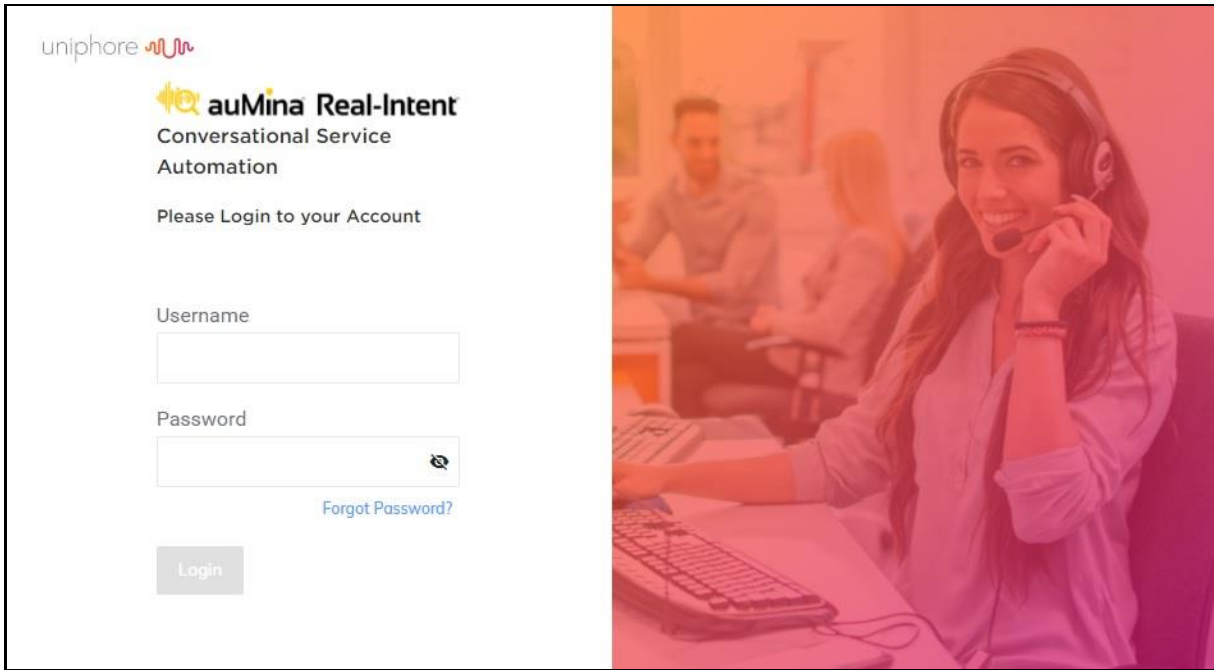 uniphore
auMina Real-Intent
Conversational Service
Automation
Please Login to your Account
Username
Password
Forgot Password?
Login